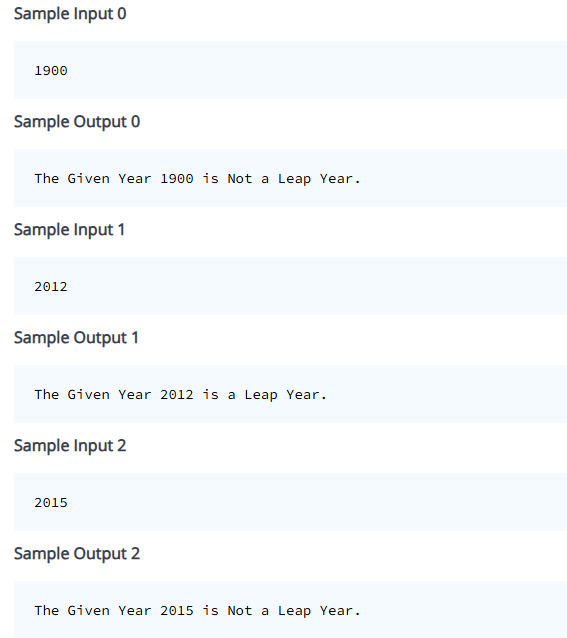 Sample Input 0
1900
Sample Output 0
The Given Year 1900 is Not a Leap Year.
Sample Input 1
2012
Sample Output 1
The Given Year 2012 is a Leap Year.
Sample Input 2
2015
Sample Output 2
The Given Year 2015 is Not a Leap Year.